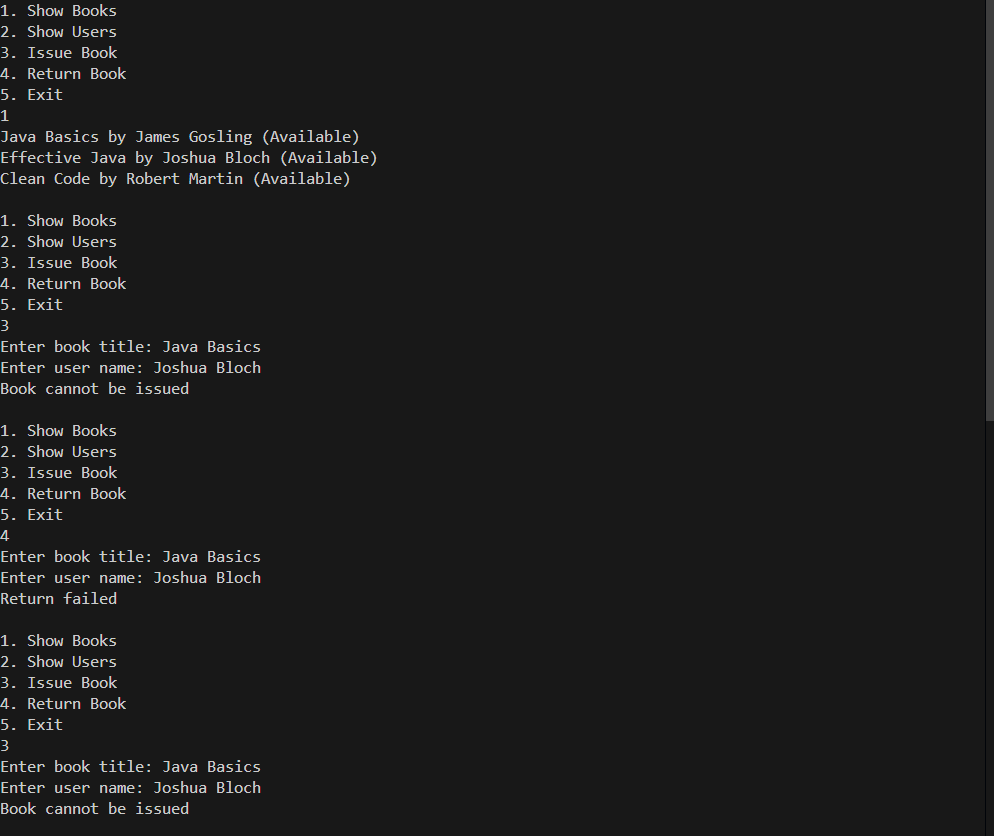 1. Show Books
2. Show Users
3. Issue Book
4. Return Book
5. Exit
1
Java Basics by James Gosling (Available)
Effective Java by Joshua Bloch (Available)
Clean Code by Robert Martin (Available)

1. Show Books
2. Show Users
3. Issue Book
4. Return Book
5. Exit
3
Enter book title: Java Basics
Enter user name: Joshua Bloch
Book cannot be issued

1. Show Books
2. Show Users
3. Issue Book
4. Return Book
5. Exit
4
Enter book title: Java Basics
Enter user name: Joshua Bloch
Return failed

1. Show Books
2. Show Users
3. Issue Book
4. Return Book
5. Exit
3
Enter book title: Java Basics
Enter user name: Joshua Bloch
Book cannot be issued